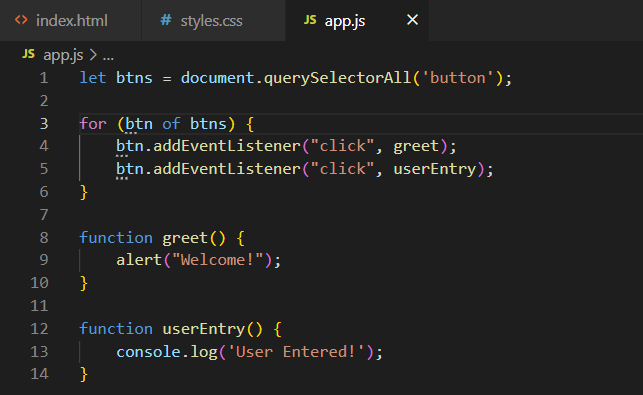 index.html styles.css JS app.js ×
JS app.js > ...
1 let btns = document.querySelectorAll('button');
2
3 for (btn of btns) {
4     btn.addEventListener("click", greet);
5     btn.addEventListener("click", userEntry);
6 }
7
8 function greet() {
9     alert("Welcome!");
10 }
11
12 function userEntry() {
13     console.log('User Entered!');
14 }